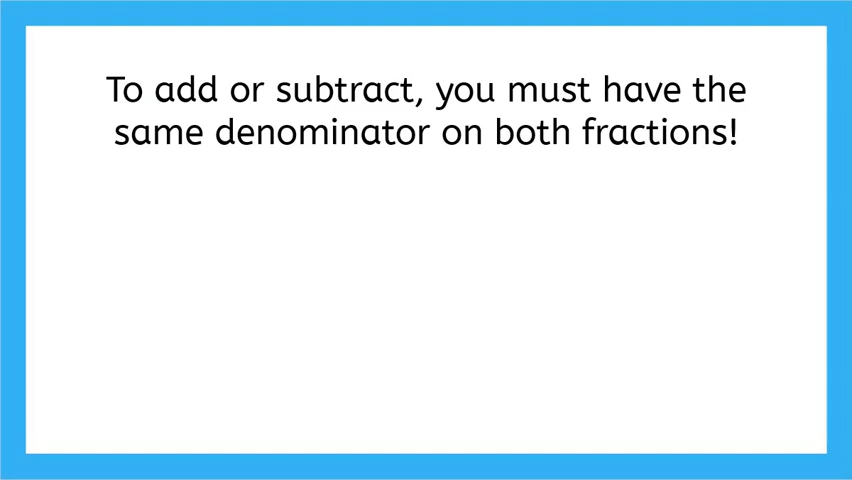 To add or subtract, you must have the
same denominator on both fractions!